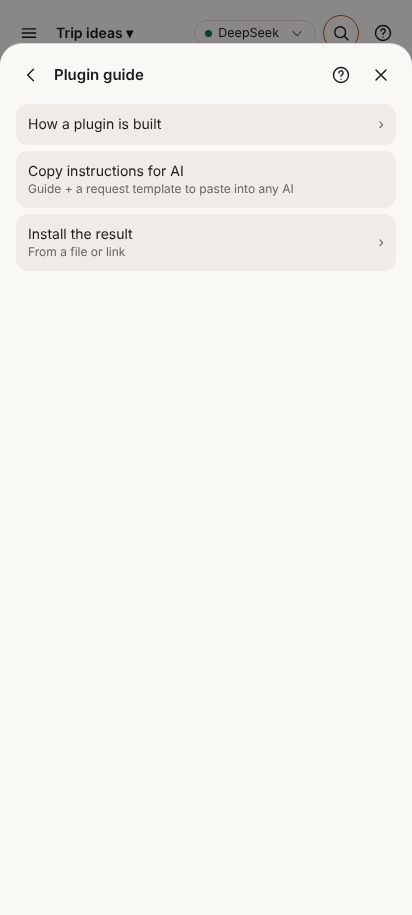 Trip ideas ▾
DeepSeek
Plugin guide
How a plugin is built
Copy instructions for AI
Guide + a request template to paste into any AI
Install the result
From a file or link